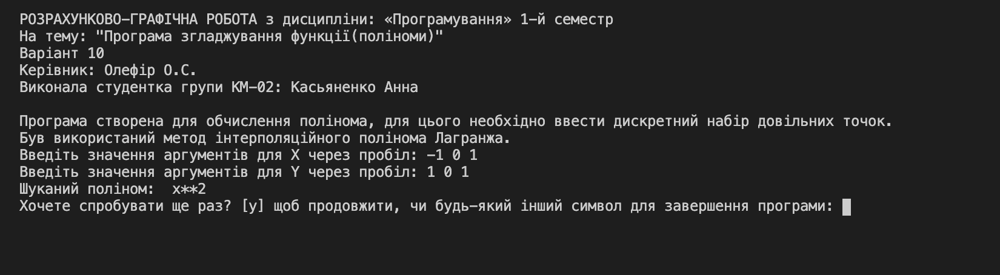 РОЗРАХУНКОВО-ГРАФІЧНА РОБОТА з дисципліни: «Програмування» 1-й семестр
На тему: "Програма згладжування функції(поліноми)"
Варіант 10
Керівник: Олефір О.С.
Виконала студентка групи КМ-02: Касьяненко Анна
Програма створена для обчислення полінома, для цього необхідно ввести дискретний набір довільних точок.
Був використаний метод інтерполяційного полінома Лагранжа.
Введіть значення аргументів для X через пробіл: -1 0 1
Введіть значення аргументів для Y через пробіл: 1 0 1
Шуканий поліном:  x**2
Хочете спробувати ще раз? [y] щоб продовжити, чи будь-який інший символ для завершення програми: